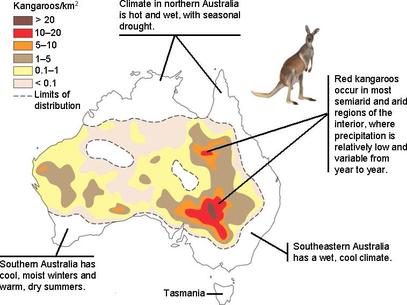 Kangaroos/km²
> 20
10–20
5–10
1–5
0.1–1
< 0.1
Limits of
distribution
Climate in northern Australia
is hot and wet, with seasonal
drought.
Red kangaroos
occur in most
semiarid and arid
regions of the
interior, where
precipitation is
relatively low and
variable from
year to year.
Southern Australia has
cool, moist winters and
warm, dry summers.
Southeastern Australia
has a wet, cool climate.
Tasmania